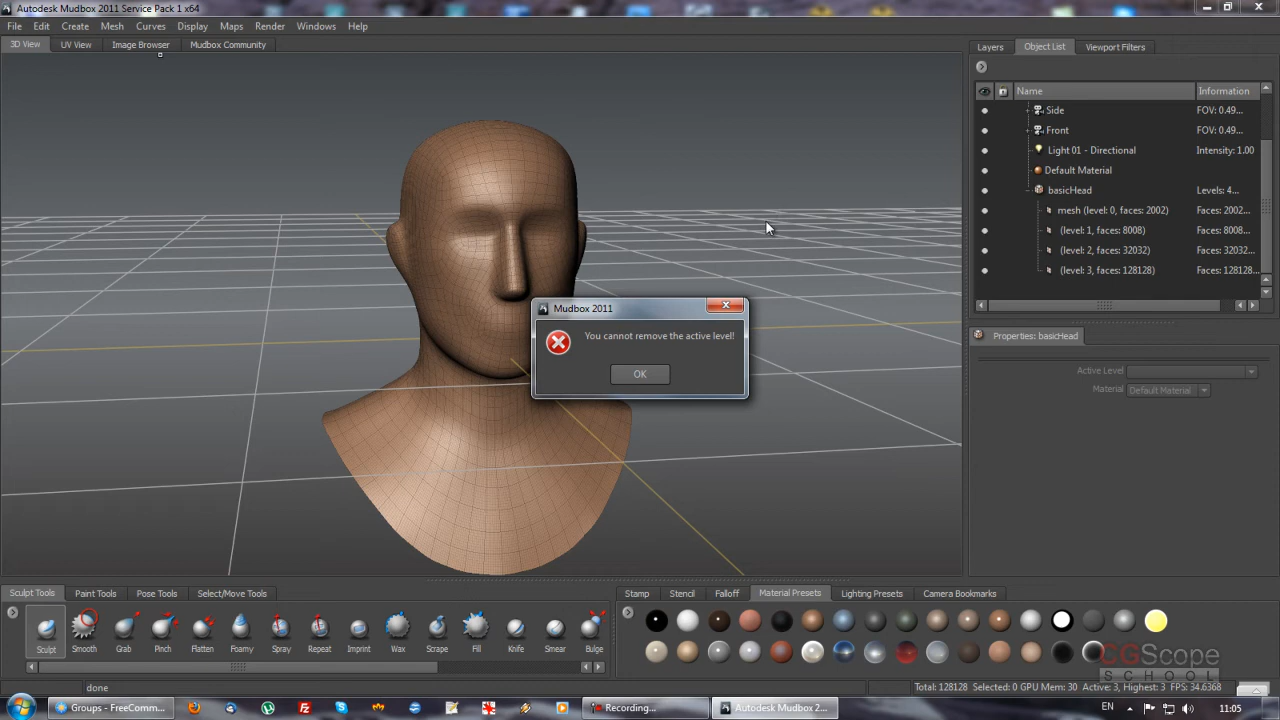 Autodesk Mudbox 2011 Service Pack 1 x64
File Edit Create Mesh Curves Display Maps Render Windows Help
3D View UV View Image Browser Mudbox Community
Layers Object List Viewport Filters
Name Information
Side FOV: 0.49...
Front FOV: 0.49...
Light 01 - Directional Intensity: 1.00
Default Material
basicHead Levels: 4...
mesh (level: 0, faces: 2002) Faces: 2002...
(level: 1, faces: 8008) Faces: 8008...
(level: 2, faces: 32032) Faces: 32032...
(level: 3, faces: 128128) Faces: 128128...
Mudbox 2011
You cannot remove the active level!
OK
Properties: basicHead
Active Level
Material Default Material
Sculpt Tools Paint Tools Pose Tools Select/Move Tools
Stamp Stencil Falloff Material Presets Lighting Presets Camera Bookmarks
Sculpt Smooth Grab Pinch Flatten Foamy Spray Repeat Imprint Wax Scrape Fill Knife Smear Bulge
CGScope
SCHOOL
done
Total: 128128 Selected: 0 GPU Mem: 30 Active: 3, Highest: 3 FPS: 34.6368
Groups - FreeComm...
Recording...
Autodesk Mudbox 2...
EN
11:05